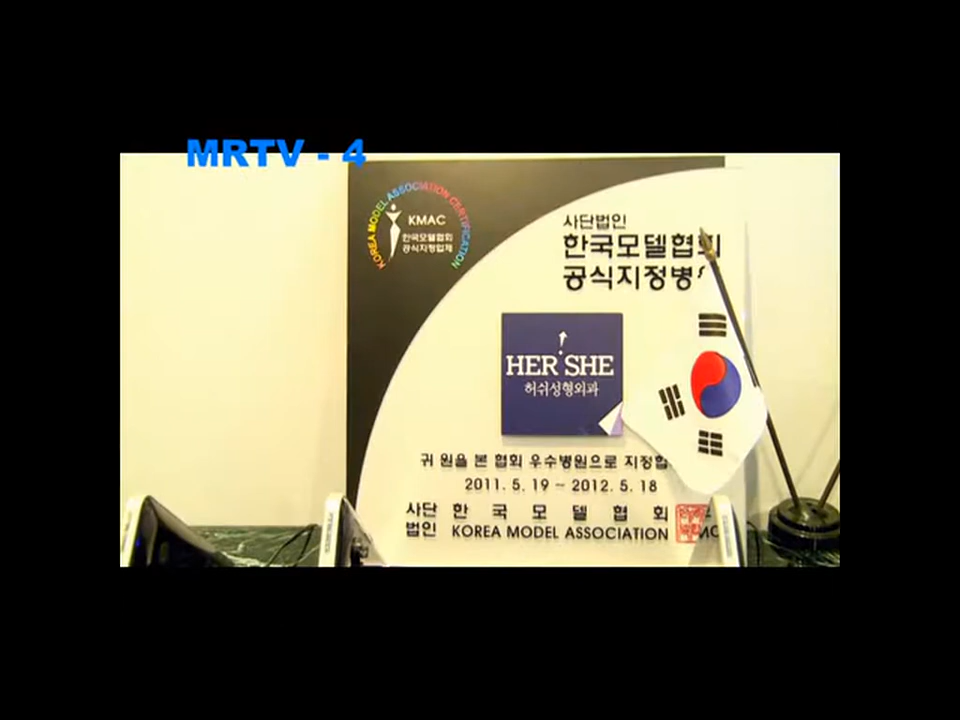 MRTV - 4
KOREA MODEL ASSOCIATION CERTIFICATION
KMAC
한국모델협회
공식지정업체
사단법인
한국모델협회
공식지정병
HER SHE
허쉬성형외과
귀 원을 본 협회 우수병원으로 지정합
2011. 5. 19 ~ 2012. 5. 18
사단 한 국 모 델 협 회
법인 KOREA MODEL ASSOCIATION